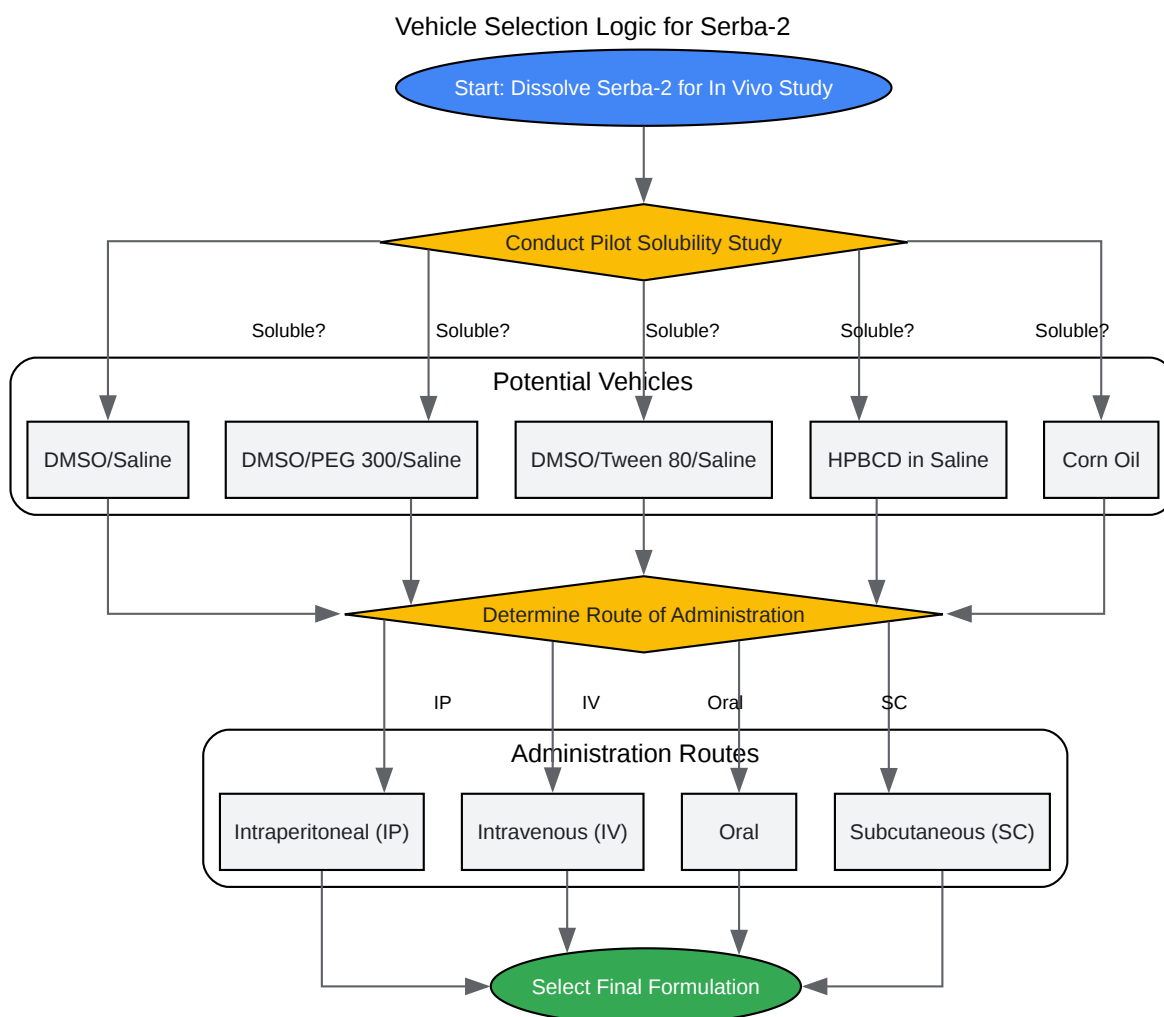 Vehicle Selection Logic for Serba-2
Start: Dissolve Serba-2 for In Vivo Study
Conduct Pilot Solubility Study
Soluble?
Soluble?
Soluble?
Soluble?
Soluble?
Potential Vehicles
DMSO/Saline
DMSO/PEG 300/Saline
DMSO/Tween 80/Saline
HPBCD in Saline
Corn Oil
Determine Route of Administration
IP
IV
Oral
SC
Administration Routes
Intraperitoneal (IP)
Intravenous (IV)
Oral
Subcutaneous (SC)
Select Final Formulation